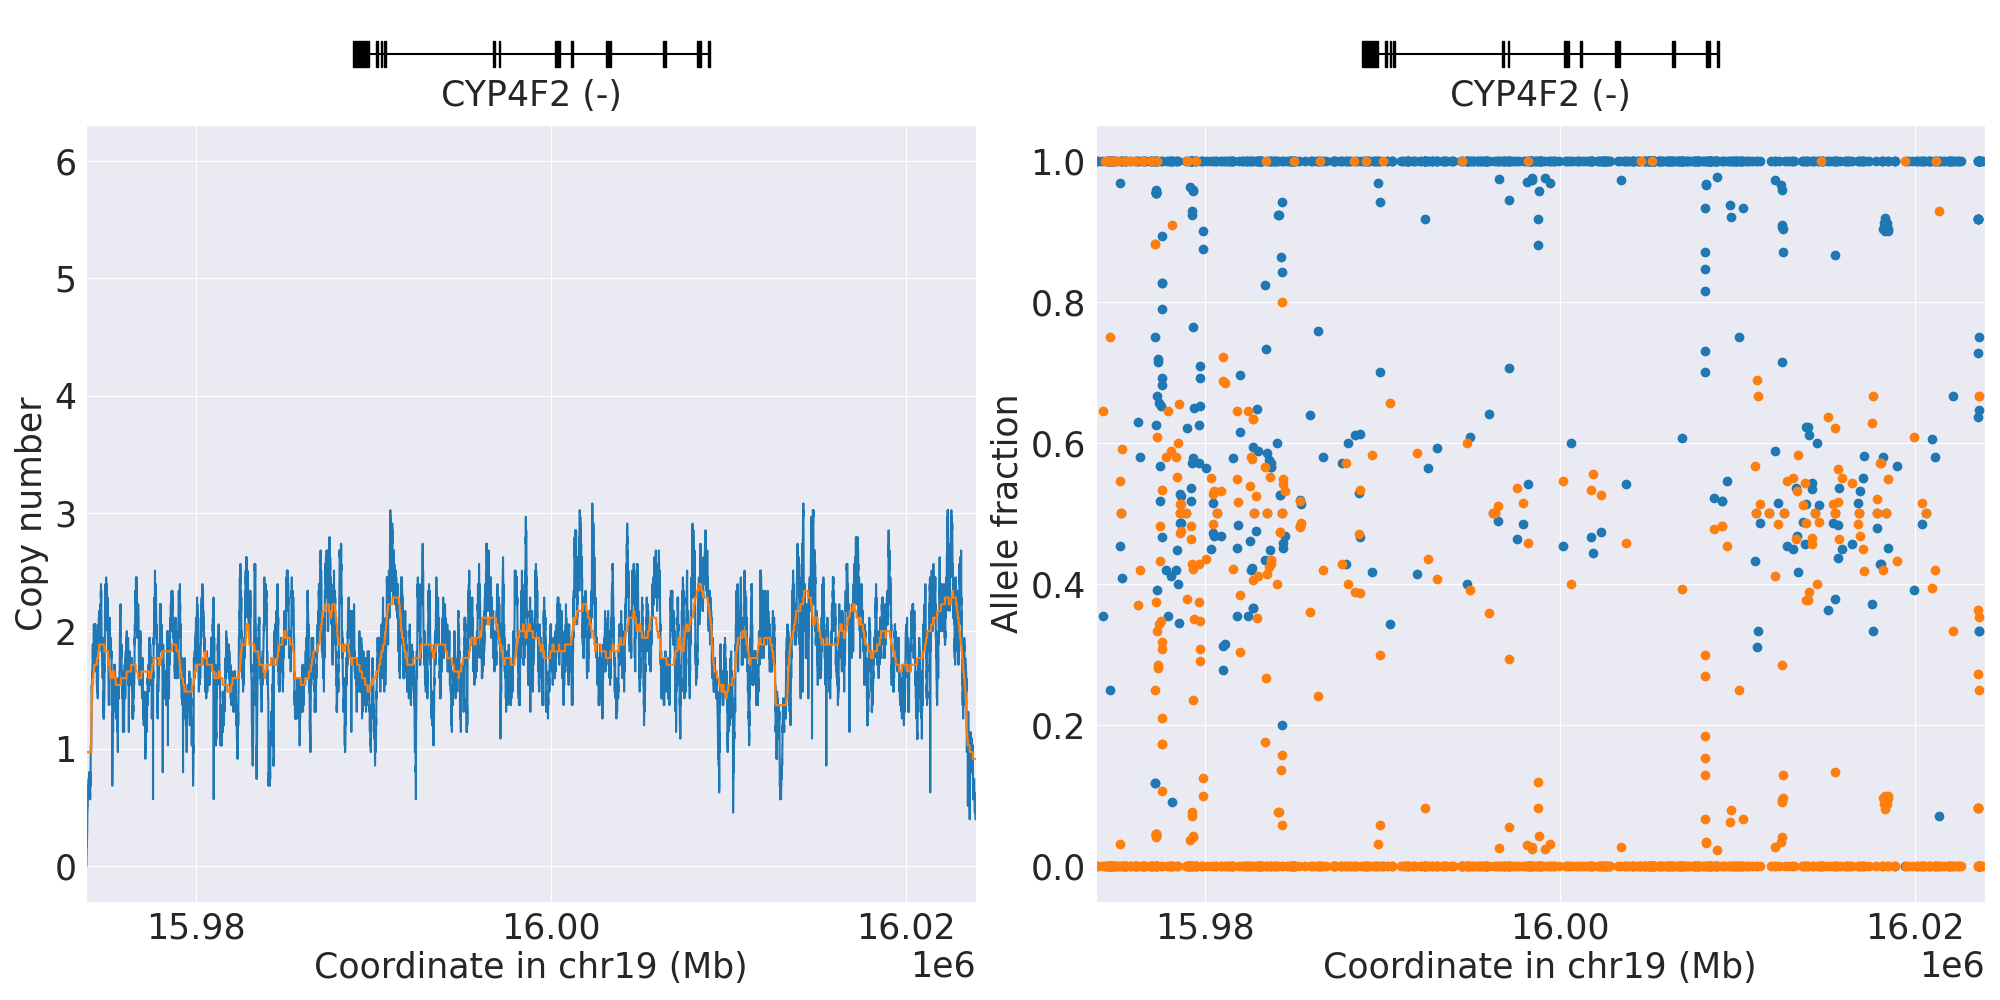 CYP4F2 (-)
Copy number
6
5
4
3
2
1
0
15.98
16.00
16.02
Coordinate in chr19 (Mb)
1e6
CYP4F2 (-)
Allele fraction
1.0
0.8
0.6
0.4
0.2
0.0
15.98
16.00
16.02
Coordinate in chr19 (Mb)
1e6